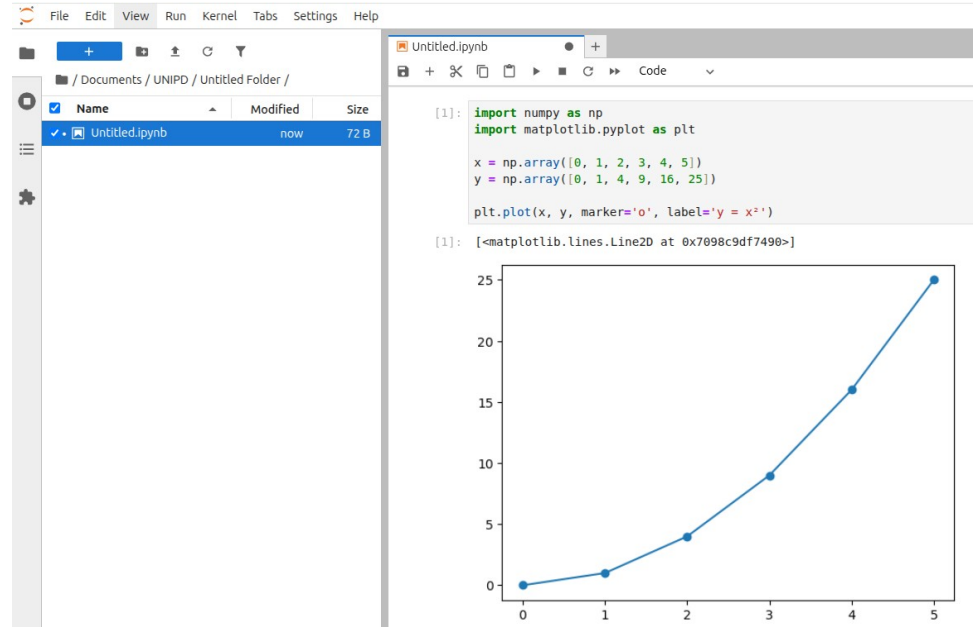 File Edit View Run Kernel Tabs Settings Help
+
/ Documents / UNIPD / Untitled Folder /
Name Modified Size
Untitled.ipynb now 72 B
Untitled.ipynb +
+ Code
[1]: import numpy as np
import matplotlib.pyplot as plt
x = np.array([0, 1, 2, 3, 4, 5])
y = np.array([0, 1, 4, 9, 16, 25])
plt.plot(x, y, marker='o', label='y = x²')
[1]: [<matplotlib.lines.Line2D at 0x7098c9df7490>]
25
20
15
10
5
0
0 1 2 3 4 5